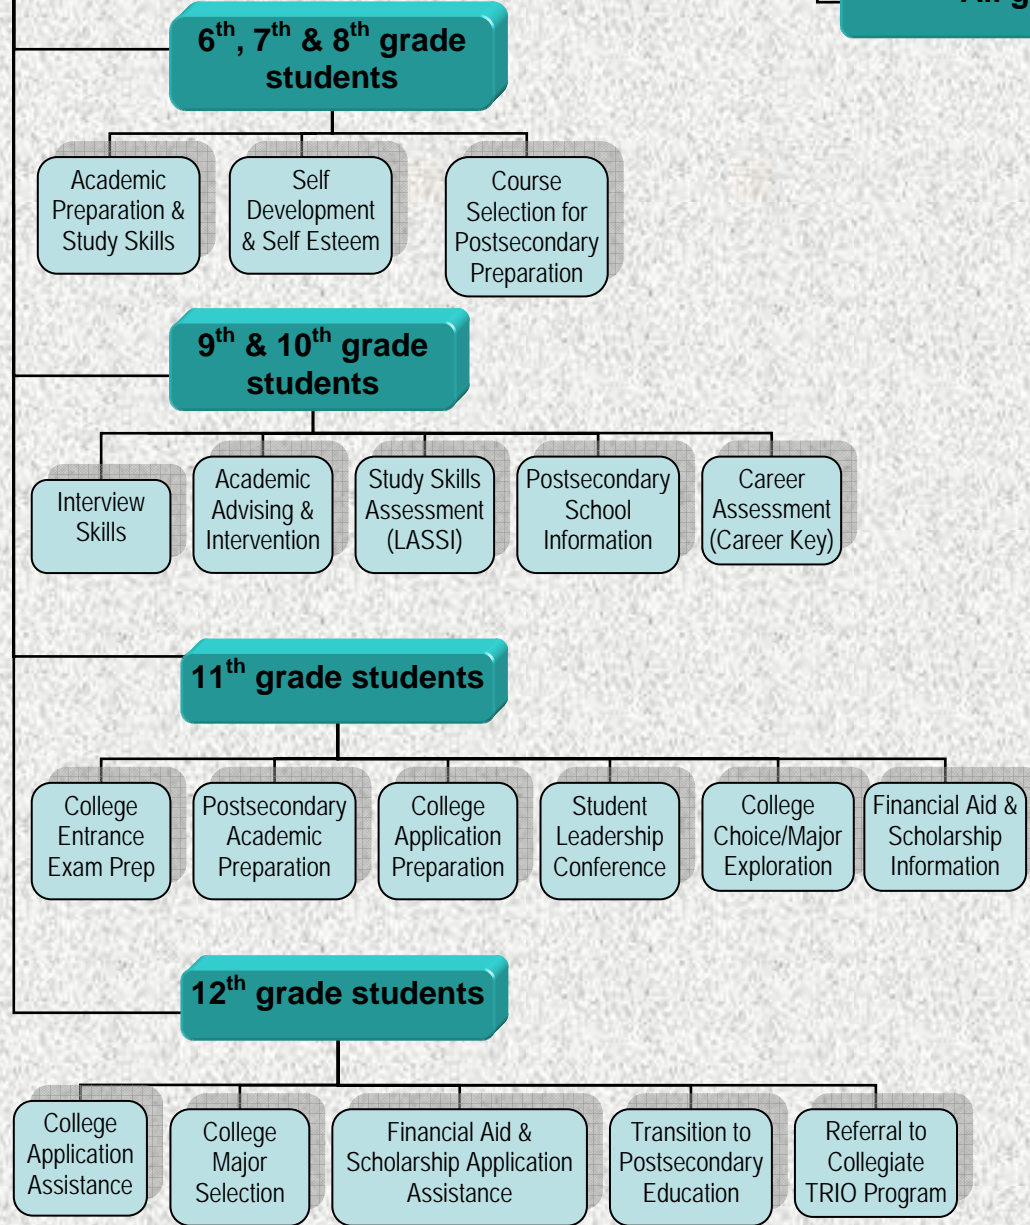 All g
6th, 7th & 8th grade
students
Academic
Preparation &
Study Skills
Self
Development
& Self Esteem
Course
Selection for
Postsecondary
Preparation
9th & 10th grade
students
Interview
Skills
Academic
Advising &
Intervention
Study Skills
Assessment
(LASSI)
Postsecondary
School
Information
Career
Assessment
(Career Key)
11th grade students
College
Entrance
Exam Prep
Postsecondary
Academic
Preparation
College
Application
Preparation
Student
Leadership
Conference
College
Choice/Major
Exploration
Financial Aid &
Scholarship
Information
12th grade students
College
Application
Assistance
College
Major
Selection
Financial Aid &
Scholarship Application
Assistance
Transition to
Postsecondary
Education
Referral to
Collegiate
TRIO Program